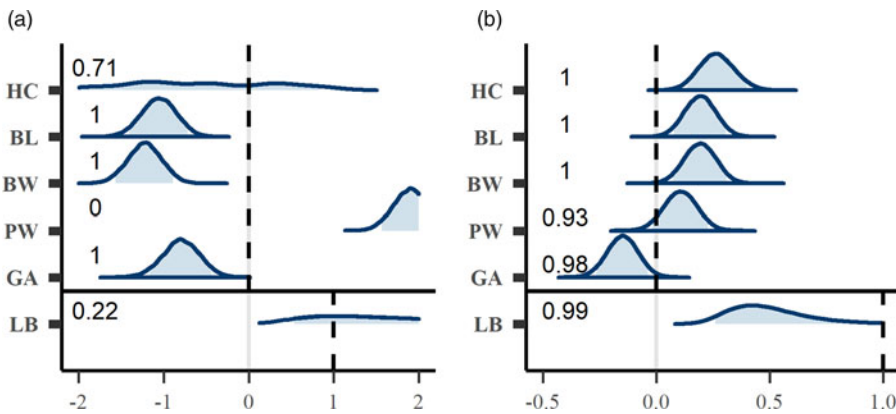 (a)
(b)
0.71
HC
1
BL
1
BW
0
PW
1
GA
0.22
LB
-2 -1 0 1 2
1
HC
1
BL
1
BW
0.93
PW
0.98
GA
0.99
LB
-0.5 0.0 0.5 1.0